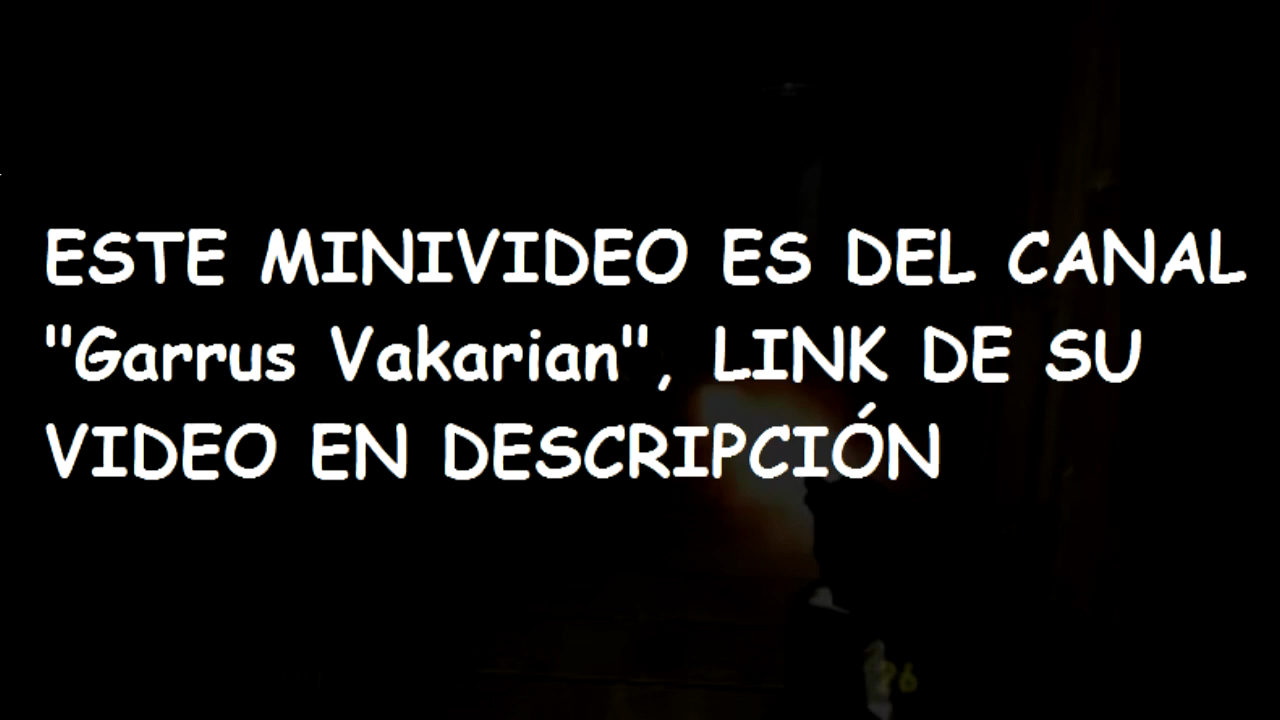 ESTE MINIVIDEO ES DEL CANAL
"Garrus Vakarian", LINK DE SU
VIDEO EN DESCRIPCIÓN